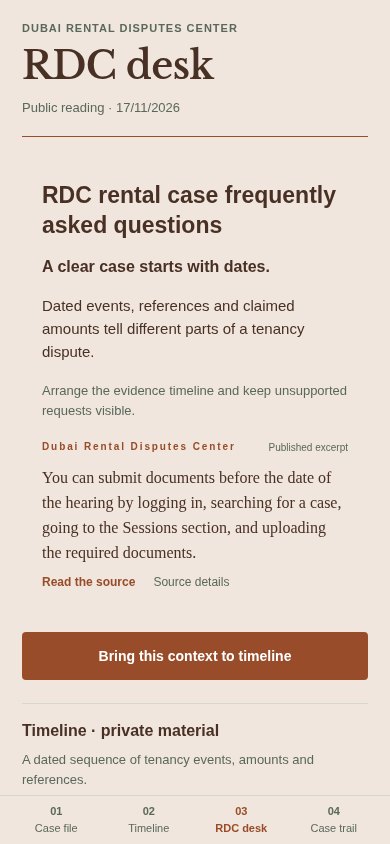 DUBAI RENTAL DISPUTES CENTER
RDC desk
Public reading · 17/11/2026
RDC rental case frequently
asked questions
A clear case starts with dates.
Dated events, references and claimed
amounts tell different parts of a tenancy
dispute.
Arrange the evidence timeline and keep unsupported
requests visible.
Dubai Rental Disputes Center
Published excerpt
You can submit documents before the date of
the hearing by logging in, searching for a case,
going to the Sessions section, and uploading
the required documents.
Read the source
Source details
Bring this context to timeline
Timeline · private material
A dated sequence of tenancy events, amounts and
references.
01 02 03 04
Case file Timeline RDC desk Case trail